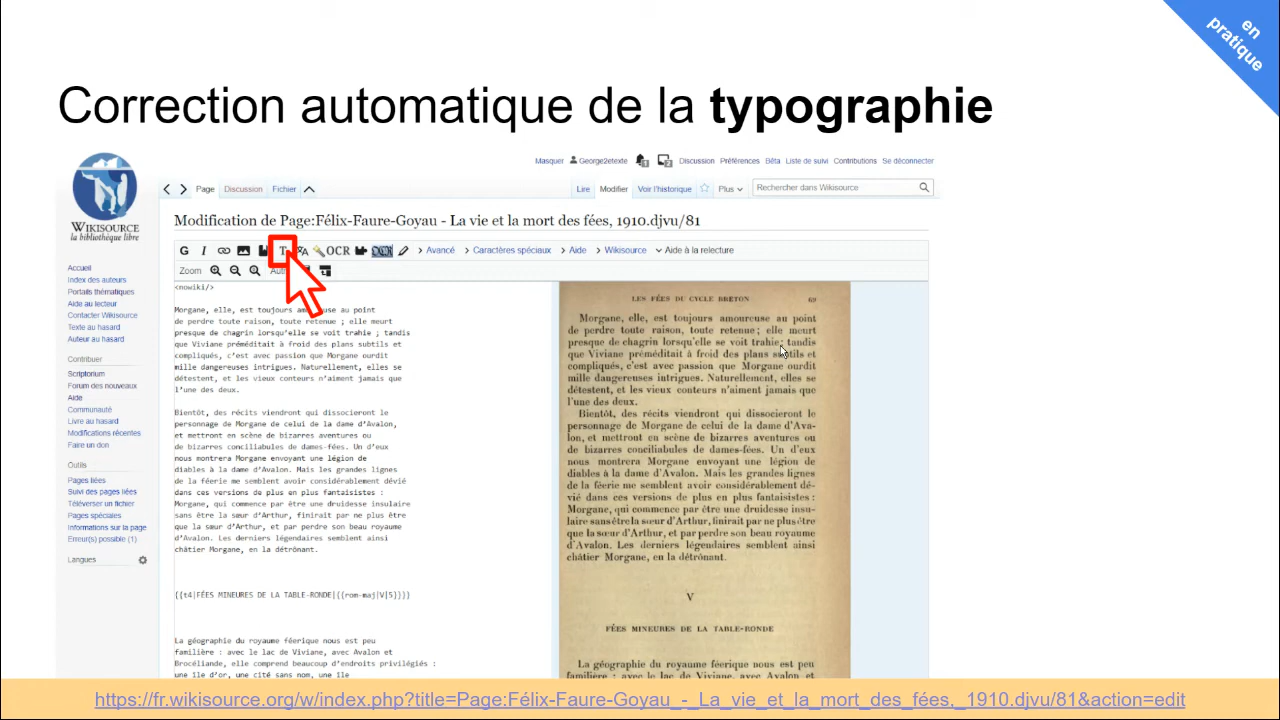 en
pratique
Correction automatique de la typographie
WIKISOURCE
la bibliothèque libre
Masquer George2etexte Discussion Préférences Bêta Liste de suivi Contributions Se déconnecter
Page Discussion Fichier Lire Modifier Voir l'historique Plus Rechercher dans Wikisource
Modification de Page:Félix-Faure-Goyau - La vie et la mort des fées, 1910.djvu/81
G I T OCR OCR Avancé Caractères spéciaux Aide Wikisource Aide à la relecture
Zoom
Accueil
Index des auteurs
Portails thématiques
Aide au lecteur
Contacter Wikisource
Texte au hasard
Auteur au hasard
Contribuer
Scriptorium
Forum des nouveaux
Aide
Communauté
Livre au hasard
Modifications récentes
Faire un don
Outils
Pages liées
Suivi des pages liées
Téléverser un fichier
Pages spéciales
Informations sur la page
Erreur(s) possible (1)
Langues
<nowiki/>
Morgane, elle, est toujours amoureuse au point
de perdre toute raison, toute retenue ; elle meurt
presque de chagrin lorsqu’elle se voit trahie ; tandis
que Viviane préméditait à froid des plans subtils et
compliqués, c’est avec passion que Morgane ourdit
mille dangereuses intrigues. Naturellement, elles se
détestent, et les vieux conteurs n’aiment jamais que
l’une des deux.
Bientôt, des récits viendront qui dissocieront le
personnage de Morgane de celui de la dame d’Avalon,
et mettront en scène de bizarres aventures ou
de bizarres conciliabules de dames-fées. Un d’eux
nous montrera Morgane envoyant une légion de
diables à la dame d’Avalon. Mais les grandes lignes
de la féerie me semblent avoir considérablement dévié
dans ces versions de plus en plus fantaisistes :
Morgane, qui commence par être une druidesse insulaire
sans être la sœur d’Arthur, finirait par ne plus être
que la sœur d’Arthur, et par perdre son beau royaume
d’Avalon. Les derniers légendaires semblent ainsi
châtier Morgane, en la détrônant.
{{t4|FÉES MINEURES DE LA TABLE-RONDE|{{rom-maj|V|5}}}}
La géographie du royaume féerique nous est peu
familière : avec le lac de Viviane, avec Avalon et
Brocéliande, elle comprend beaucoup d’endroits privilégiés :
une île d’or, une cité sans nom, une île
LES FÉES DU CYCLE BRETON 69
Morgane, elle, est toujours amoureuse au point
de perdre toute raison, toute retenue ; elle meurt
presque de chagrin lorsqu'elle se voit trahie; tandis
que Viviane préméditait à froid des plans subtils et
compliqués, c'est avec passion que Morgane ourdit
mille dangereuses intrigues. Naturellement, elles se
détestent, et les vieux conteurs n'aiment jamais que
l'une des deux.
Bientôt, des récits viendront qui dissocieront le
personnage de Morgane de celui de la dame d'Ava-
lon, et mettront en scène de bizarres aventures ou
de bizarres conciliabules de dames-fées. Un d'eux
nous montrera Morgane envoyant une légion de
diables à la dame d'Avalon. Mais les grandes lignes
de la féerie me semblent avoir considérablement dé-
vié dans ces versions de plus en plus fantaisistes :
Morgane, qui commence par être une druidesse insu-
laire sans être la sœur d'Arthur, finirait par ne plus être
que la sœur d'Arthur, et par perdre son beau royaume
d'Avalon. Les derniers légendaires semblent ainsi
châtier Morgane, en la détrônant.
V
FÉES MINEURES DE LA TABLE-RONDE
La géographie du royaume féerique nous est peu
https://fr.wikisource.org/w/index.php?title=Page:Félix-Faure-Goyau_-_La_vie_et_la_mort_des_fées,_1910.djvu/81&action=edit